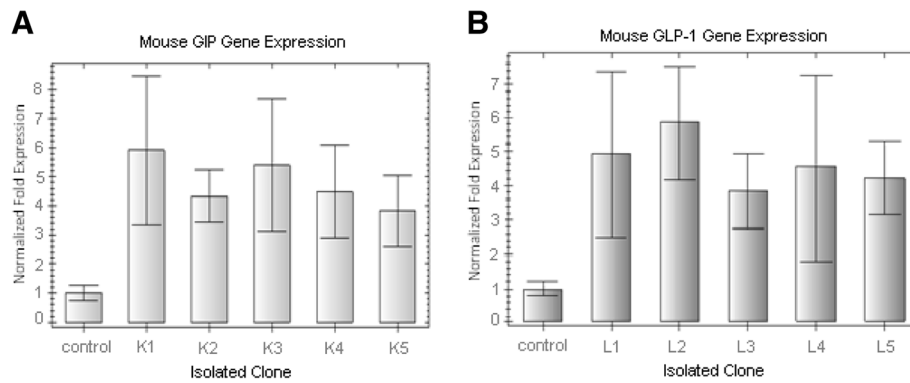 A
Mouse GIP Gene Expression
Normalized Fold Expression
8
7
6
5
4
3
2
1
0
control K1 K2 K3 K4 K5
Isolated Clone
B
Mouse GLP-1 Gene Expression
Normalized Fold Expression
7
6
5
4
3
2
1
0
control L1 L2 L3 L4 L5
Isolated Clone